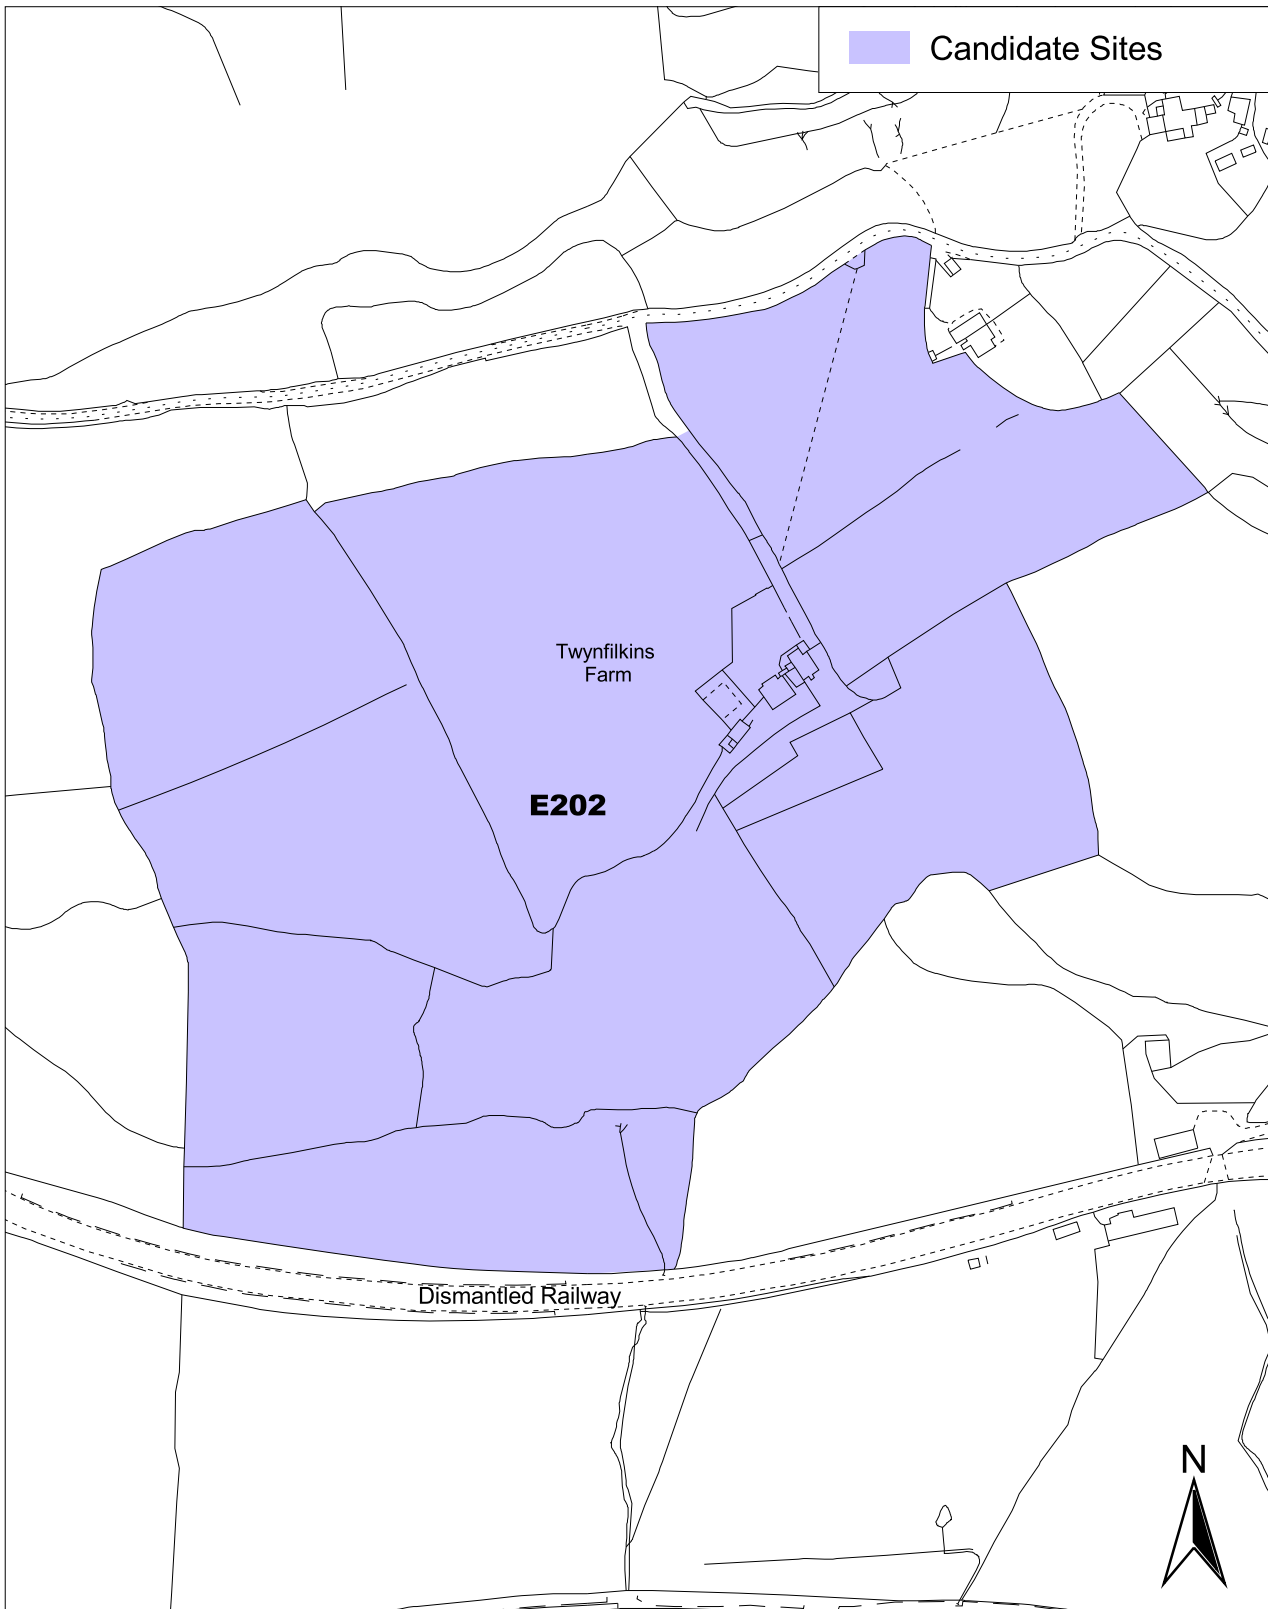 Candidate Sites
Twynfilkins
Farm
E202
Dismantled Railway
N